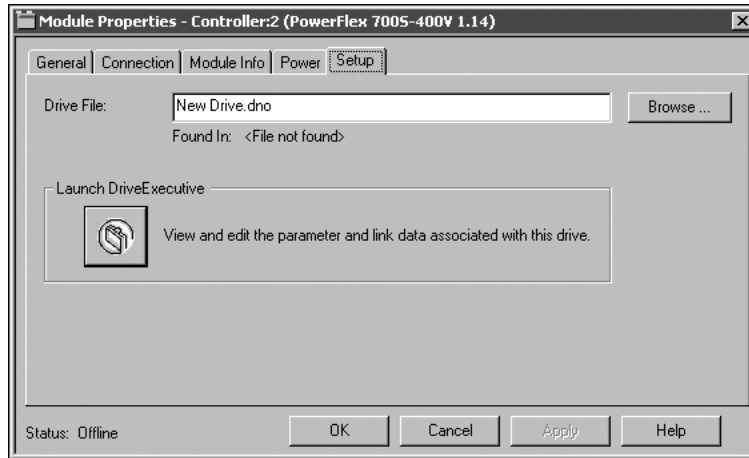 Module Properties - Controller:2 (PowerFlex 700S-400V 1.14)
General Connection Module Info Power Setup
Drive File: New Drive.dno Browse ...
Found In: <File not found>
Launch DriveExecutive
View and edit the parameter and link data associated with this drive.
Status: Offline OK Cancel Apply Help